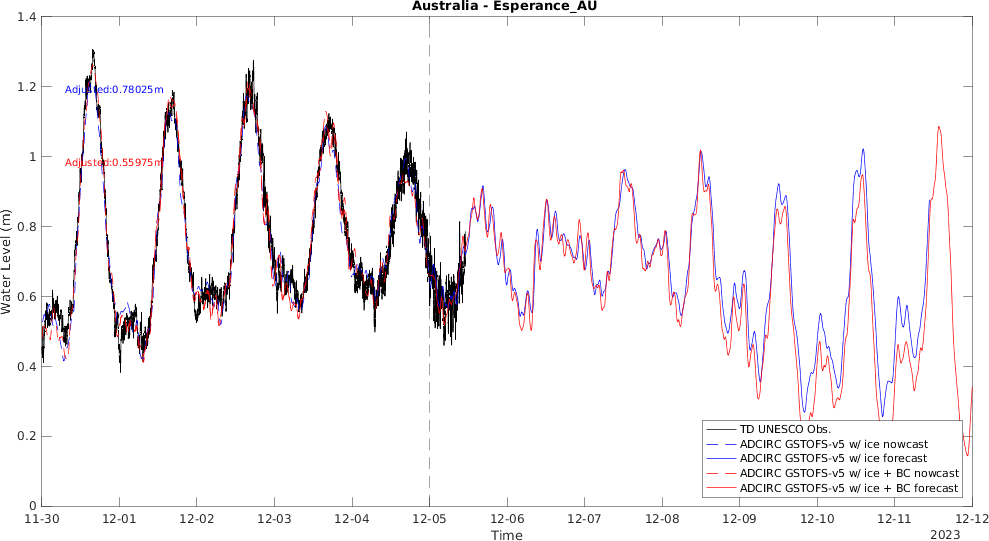 Australia - Esperance_AU
1.4
1.2
1
0.8
0.6
0.4
0.2
0
Water Level (m)
Adjusted:0.78025m
Adjusted:0.55975m
TD UNESCO Obs.
ADCIRC GSTOFS-v5 w/ ice nowcast
ADCIRC GSTOFS-v5 w/ ice forecast
ADCIRC GSTOFS-v5 w/ ice + BC nowcast
ADCIRC GSTOFS-v5 w/ ice + BC forecast
11-30 12-01 12-02 12-03 12-04 12-05 12-06 12-07 12-08 12-09 12-10 12-11 12-12
Time
2023